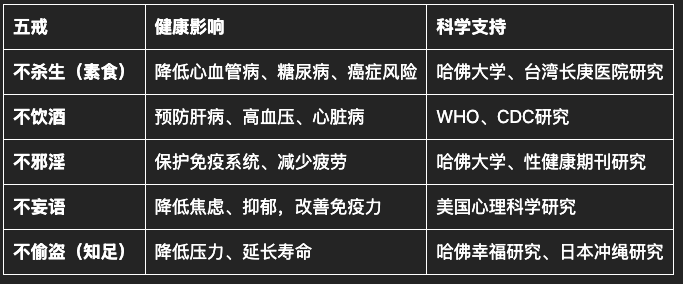 五戒 健康影响 科学支持
不杀生（素食） 降低心血管病、糖尿病、癌症风险 哈佛大学、台湾长庚医院研究
不饮酒 预防肝病、高血压、心脏病 WHO、CDC研究
不邪淫 保护免疫系统、减少疲劳 哈佛大学、性健康期刊研究
不妄语 降低焦虑、抑郁，改善免疫力 美国心理科学研究
不偷盗（知足） 降低压力、延长寿命 哈佛幸福研究、日本冲绳研究